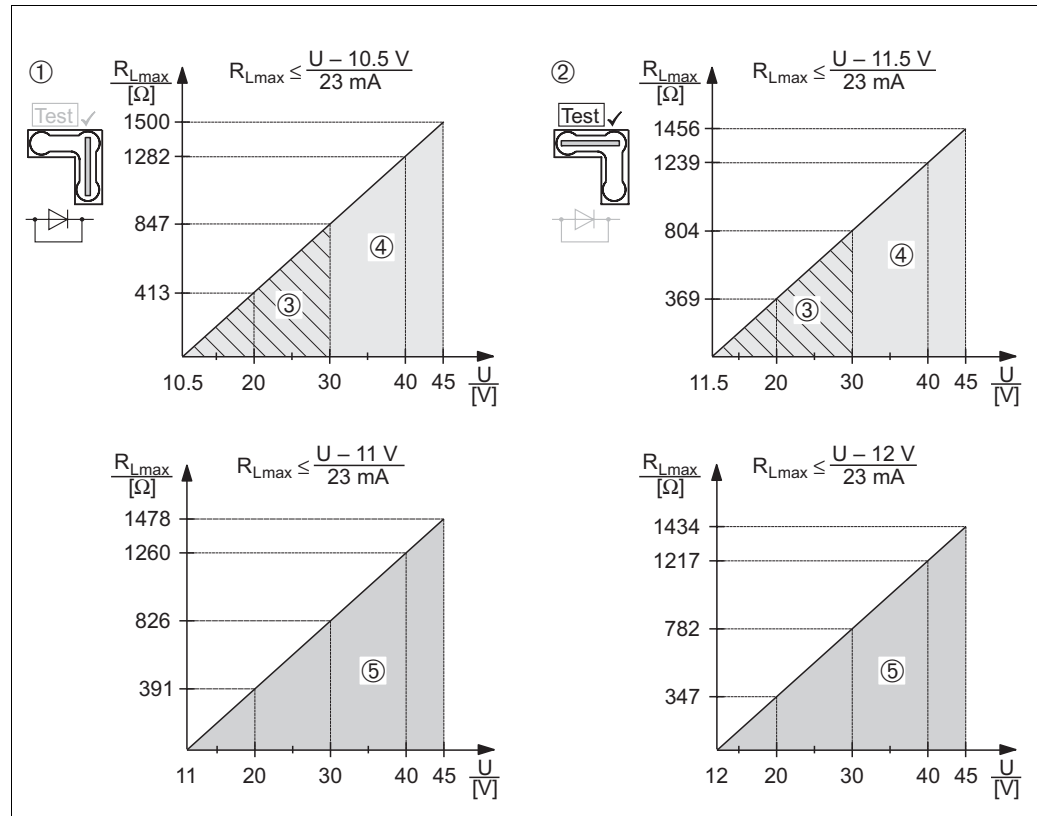 ①
Test ✓
R_Lmax
[Ω]
R_Lmax ≤ U – 10.5 V
23 mA
1500
1282
847
413
③
④
10.5 20 30 40 45 U
[V]
②
Test ✓
R_Lmax
[Ω]
R_Lmax ≤ U – 11.5 V
23 mA
1456
1239
804
369
③
④
11.5 20 30 40 45 U
[V]
R_Lmax
[Ω]
R_Lmax ≤ U – 11 V
23 mA
1478
1260
826
391
⑤
11 20 30 40 45 U
[V]
R_Lmax
[Ω]
R_Lmax ≤ U – 12 V
23 mA
1434
1217
782
347
⑤
12 20 30 40 45 U
[V]